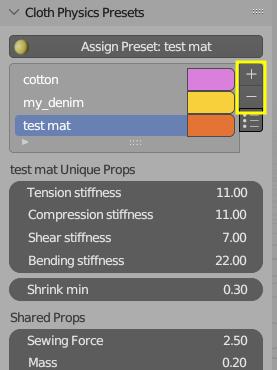 Cloth Physics Presets
Assign Preset: test mat
cotton
my_denim
test mat
test mat Unique Props
Tension stiffness 11.00
Compression stiffness 11.00
Shear stiffness 7.00
Bending stiffness 22.00
Shrink min 0.30
Shared Props
Sewing Force 2.50
Mass 0.20